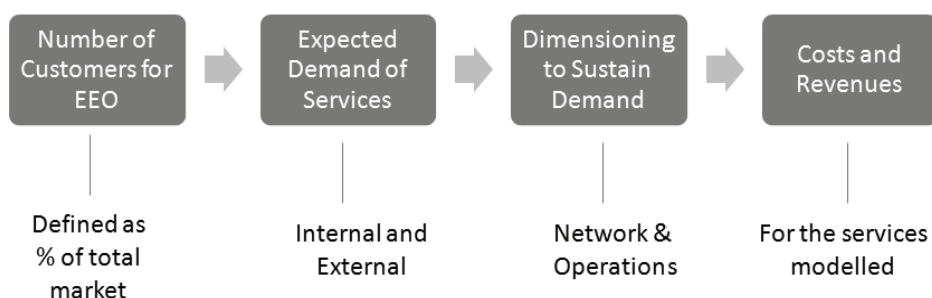 Number of
Customers for
EEO
Expected
Demand of
Services
Dimensioning
to Sustain
Demand
Costs and
Revenues
Defined as
% of total
market
Internal and
External
Network &
Operations
For the services
modelled